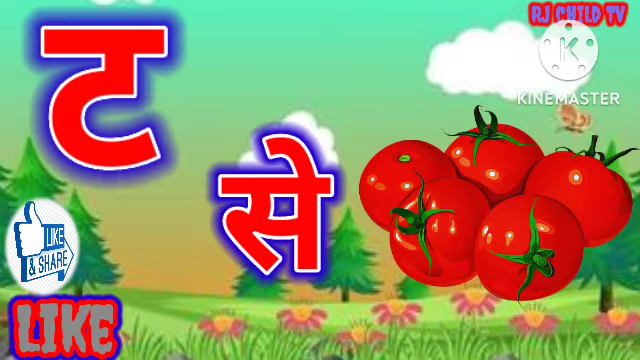 RJ CHILD TV
KINEMASTER
ट
से
LIKE
& SHARE
LIKE